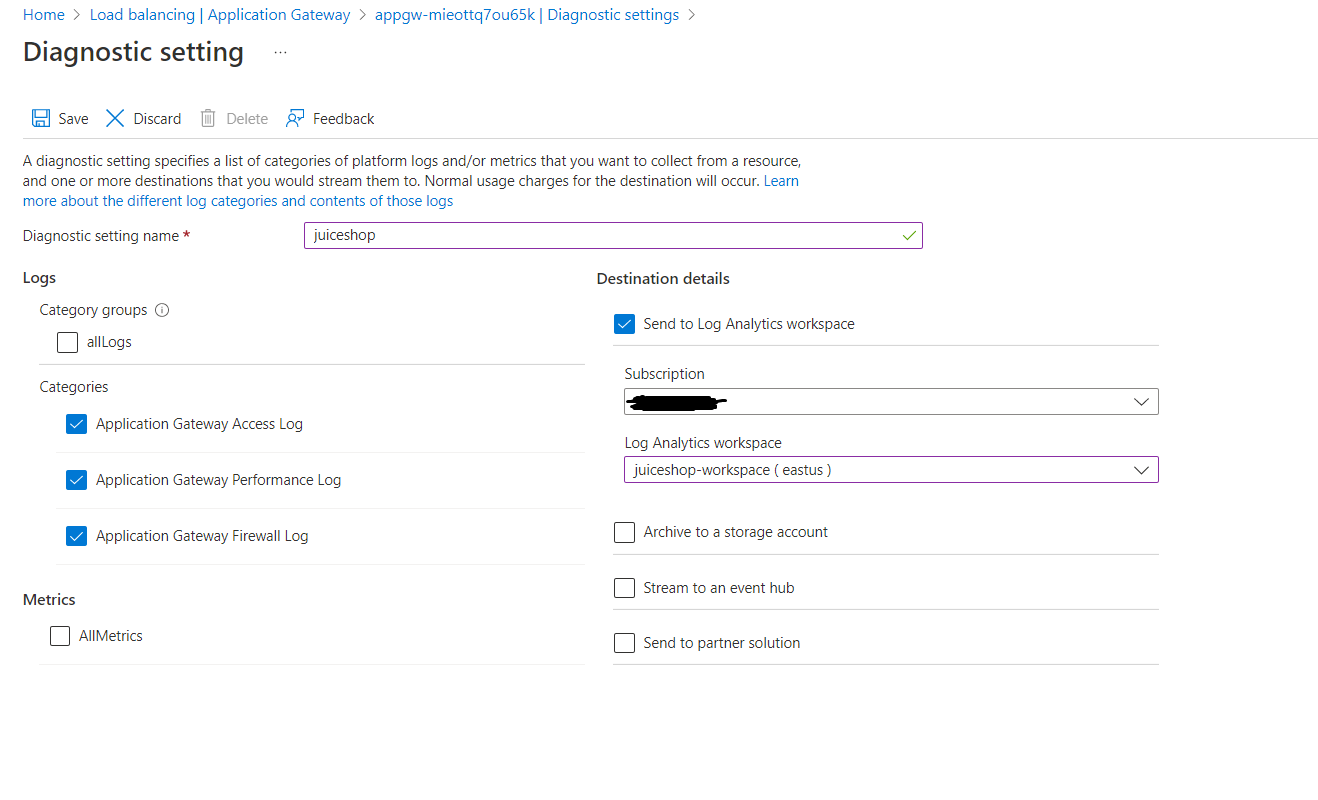 Home > Load balancing | Application Gateway > appgw-mieottq7ou65k | Diagnostic settings >
Diagnostic setting ...
Save Discard Delete Feedback
A diagnostic setting specifies a list of categories of platform logs and/or metrics that you want to collect from a resource,
and one or more destinations that you would stream them to. Normal usage charges for the destination will occur. Learn
more about the different log categories and contents of those logs
Diagnostic setting name *
juiceshop
Logs
Category groups
allLogs
Categories
Application Gateway Access Log
Application Gateway Performance Log
Application Gateway Firewall Log
Metrics
AllMetrics
Destination details
Send to Log Analytics workspace
Subscription
Log Analytics workspace
juiceshop-workspace ( eastus )
Archive to a storage account
Stream to an event hub
Send to partner solution